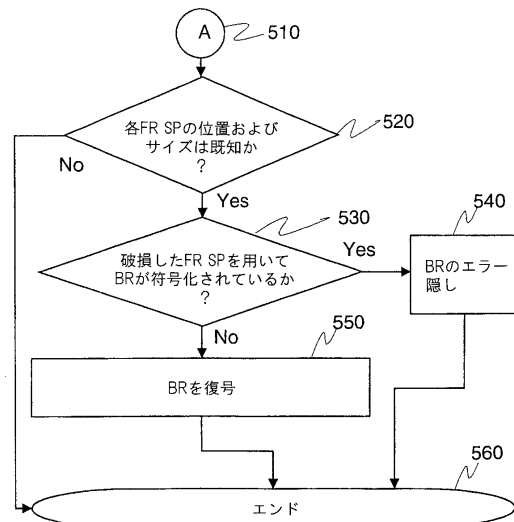 A
510
各FR SPの位置および
サイズは既知か
?
520
No
Yes
530
破損したFR SPを用いて
BRが符号化されているか
?
Yes
540
BRのエラー
隠し
No
550
BRを復号
560
エンド